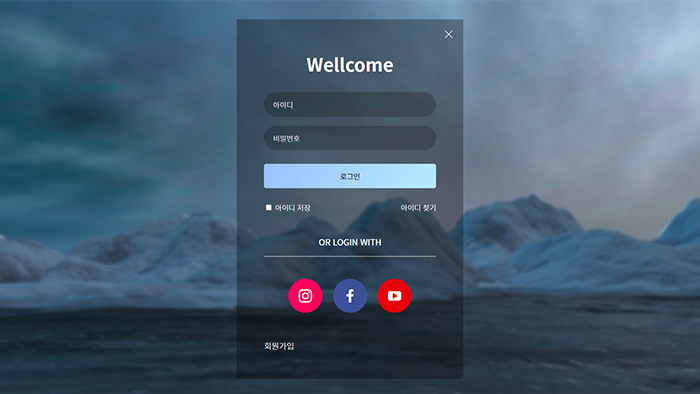 Wellcome
아이디
비밀번호
로그인
아이디 저장 아이디 찾기
OR LOGIN WITH
회원가입